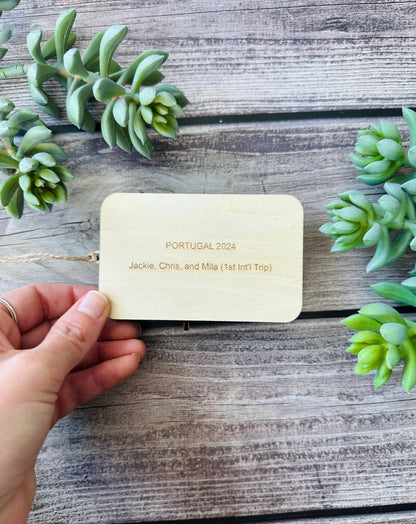 PORTUGAL 2024
Jackie, Chris, and Mila (1st Int'l Trip)